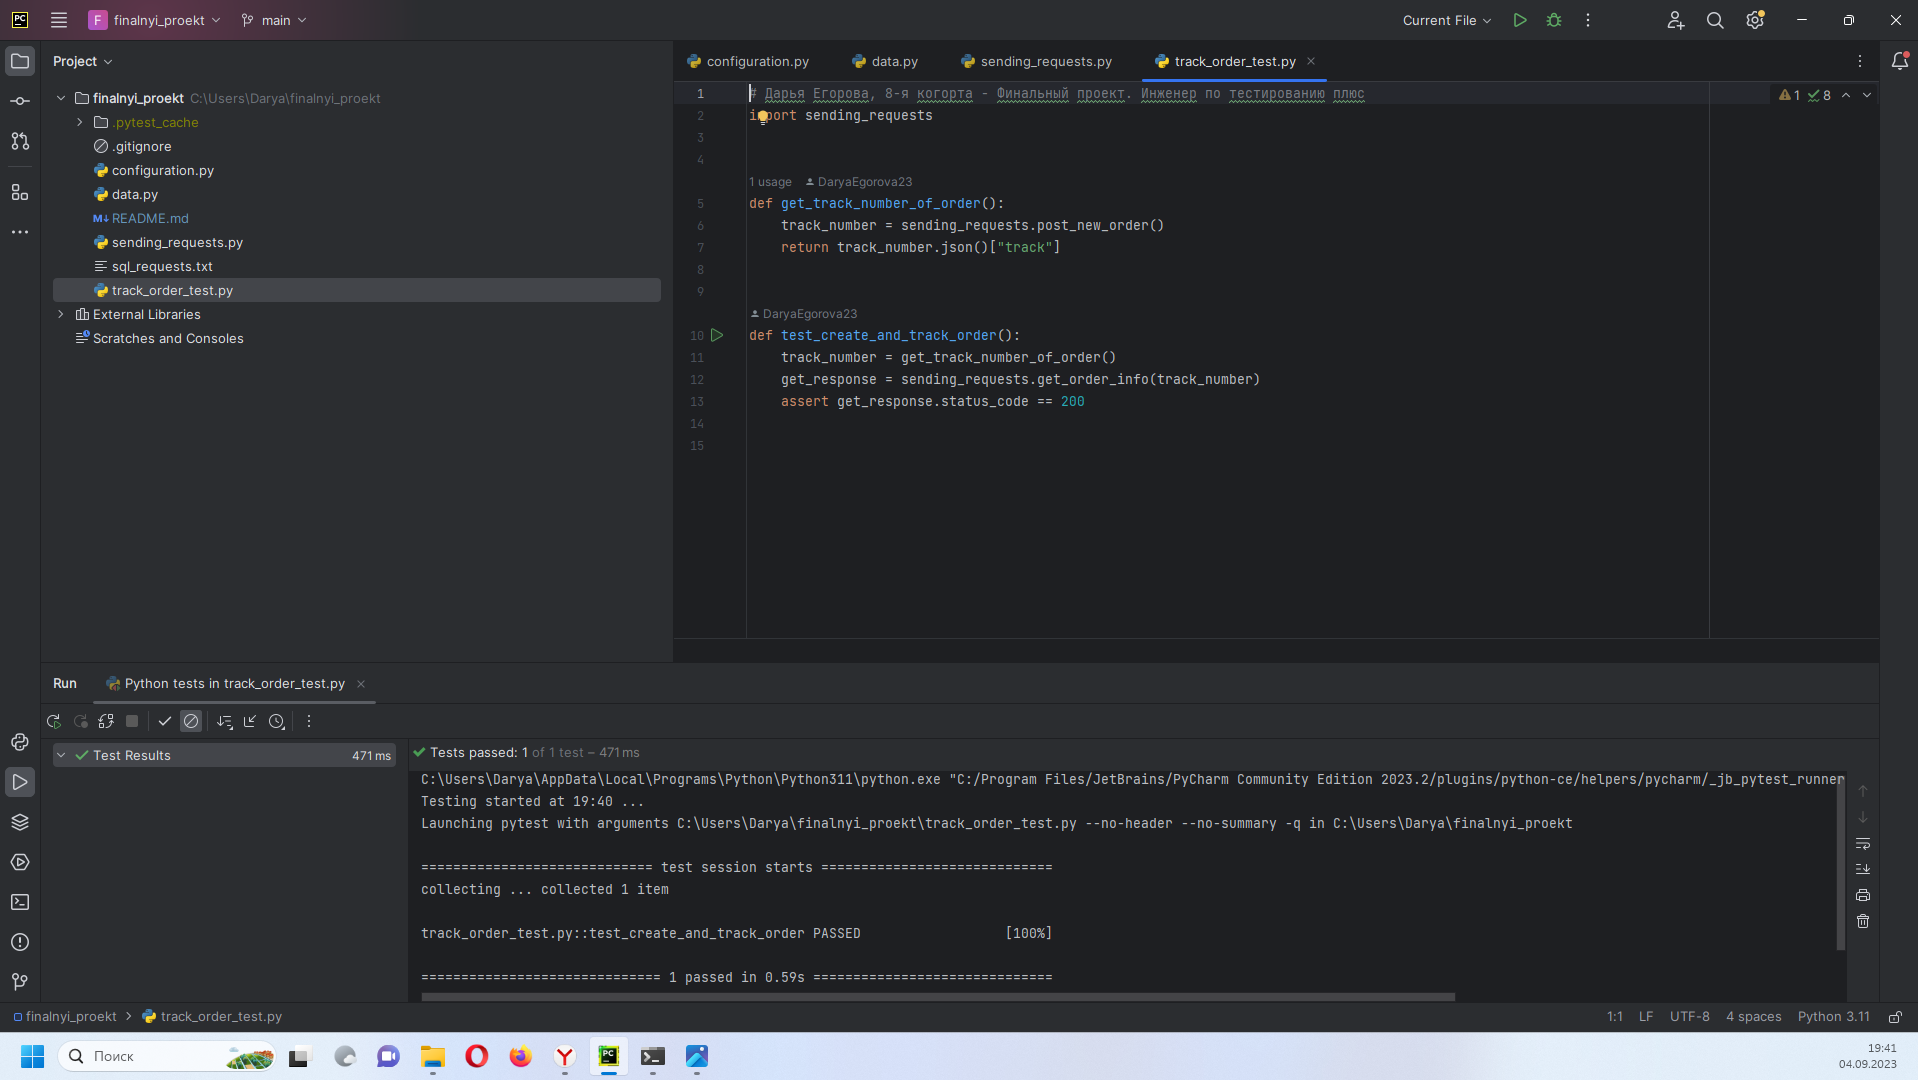 F finalnyi_proekt main Current File
Project
finalnyi_proekt C:\Users\Darya\finalnyi_proekt
.pytest_cache
.gitignore
configuration.py
data.py
M↓ README.md
sending_requests.py
sql_requests.txt
track_order_test.py
External Libraries
Scratches and Consoles
configuration.py data.py sending_requests.py track_order_test.py
1 # Дарья Егорова, 8-я когорта - Финальный проект. Инженер по тестированию плюс 1 8
2 import sending_requests
3
4
1 usage DaryaEgorova23
5 def get_track_number_of_order():
6 track_number = sending_requests.post_new_order()
7 return track_number.json()["track"]
8
9
DaryaEgorova23
10 def test_create_and_track_order():
11 track_number = get_track_number_of_order()
12 get_response = sending_requests.get_order_info(track_number)
13 assert get_response.status_code == 200
14
15
Run Python tests in track_order_test.py
Test Results 471 ms
Tests passed: 1 of 1 test – 471 ms
C:\Users\Darya\AppData\Local\Programs\Python\Python311\python.exe "C:/Program Files/JetBrains/PyCharm Community Edition 2023.2/plugins/python-ce/helpers/pycharm/_jb_pytest_runner
Testing started at 19:40 ...
Launching pytest with arguments C:\Users\Darya\finalnyi_proekt\track_order_test.py --no-header --no-summary -q in C:\Users\Darya\finalnyi_proekt
============================= test session starts =============================
collecting ... collected 1 item
track_order_test.py::test_create_and_track_order PASSED [100%]
============================== 1 passed in 0.59s ==============================
finalnyi_proekt > track_order_test.py 1:1 LF UTF-8 4 spaces Python 3.11
Поиск
19:41
04.09.2023